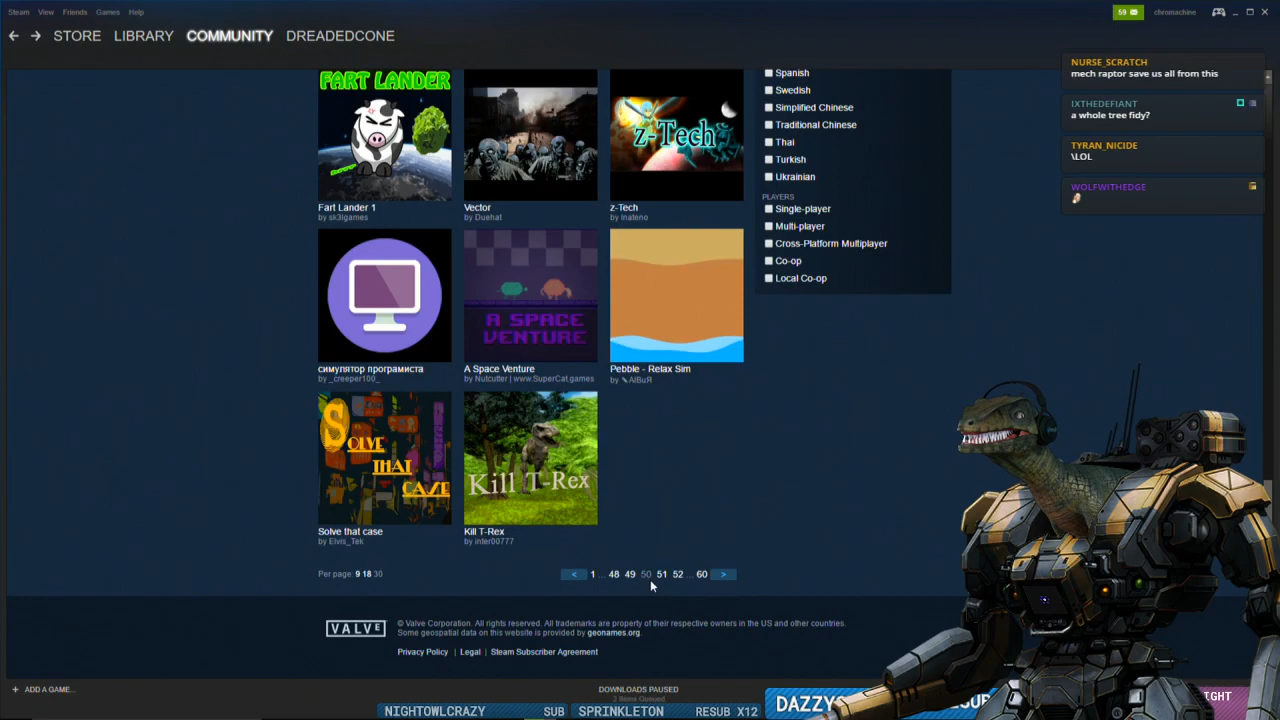 Steam View Friends Games Help
59
chromachine
STORE LIBRARY COMMUNITY DREADEDCONE
FART LANDER
Fart Lander 1
by sk3lgames
Vector
by Duehat
z-Tech
z-Tech
by Inateno
симулятор програмиста
by _creeper100_
A SPACE
VENTURE
A Space Venture
by Nutcutter | www.SuperCat.games
Pebble - Relax Sim
SOLVE
THAT
CASE
Solve that case
by Elvis_Tek
Kill T-Rex
Kill T-Rex
by inter00777
Spanish
Swedish
Simplified Chinese
Traditional Chinese
Thai
Turkish
Ukrainian
PLAYERS
Single-player
Multi-player
Cross-Platform Multiplayer
Co-op
Local Co-op
NURSE_SCRATCH
mech raptor save us all from this
IXTHEDEFIANT
a whole tree fidy?
TYRAN_NICIDE
\LOL
WOLFWITHEDGE
Per page: 9 18 30
< 1 ... 48 49 50 51 52 ... 60 >
VALVE
© Valve Corporation. All rights reserved. All trademarks are property of their respective owners in the US and other countries.
Some geospatial data on this website is provided by geonames.org
Privacy Policy | Legal | Steam Subscriber Agreement
+ ADD A GAME...
DOWNLOADS PAUSED
2 Items Queued
NIGHTOWLCRAZY SUB SPRINKLETON RESUB X12